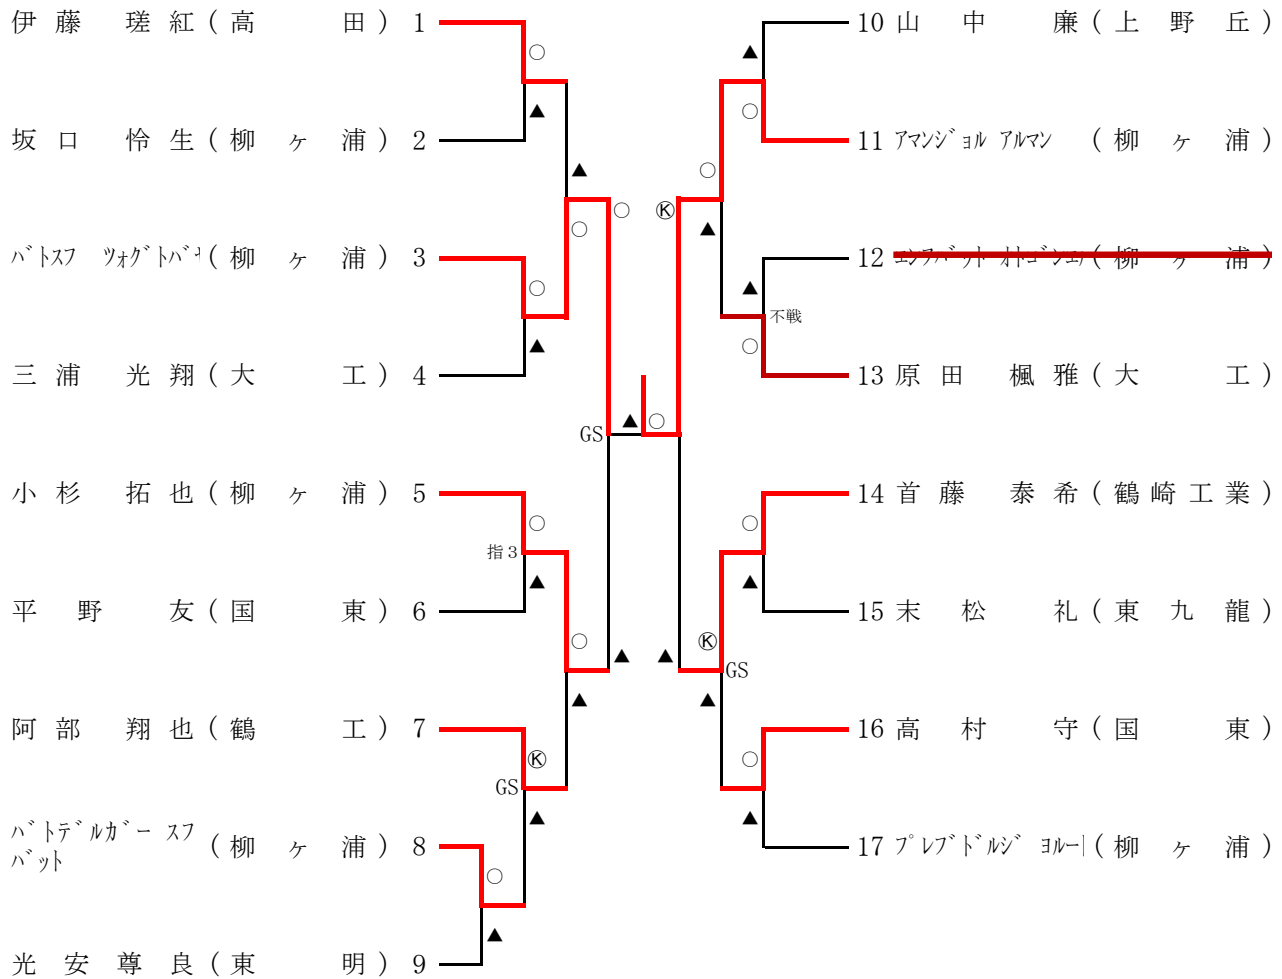 伊藤 瑳紅(高 田) 1
○
▲
坂口 怜生(柳ヶ浦) 2
▲
○
○
バトスフ ツォグトバヤ(柳ヶ浦) 3
○
▲
三浦 光翔(大 工) 4
GS
▲
○
小杉 拓也(柳ヶ浦) 5
○
指3
▲
平野 友(国 東) 6
○
▲
▲
阿部 翔也(鶴 工) 7
Ⓚ
GS
▲
バトデルガー スフ
バット
(柳ヶ浦) 8
○
▲
光安尊良(東 明) 9
10 山中 廉(上野丘)
▲
○
11 アマンジョル アルマン (柳ヶ浦)
○
Ⓚ
▲
12
(柳ヶ浦)
▲
不戦
○
13 原田 楓雅(大 工)
14 首藤 泰希(鶴崎工業)
○
▲
15 末松 礼(東九龍)
Ⓚ
▲
GS
▲
16 高村 守(国 東)
○
▲
17 プレブドルジ ヨルー(柳ヶ浦)